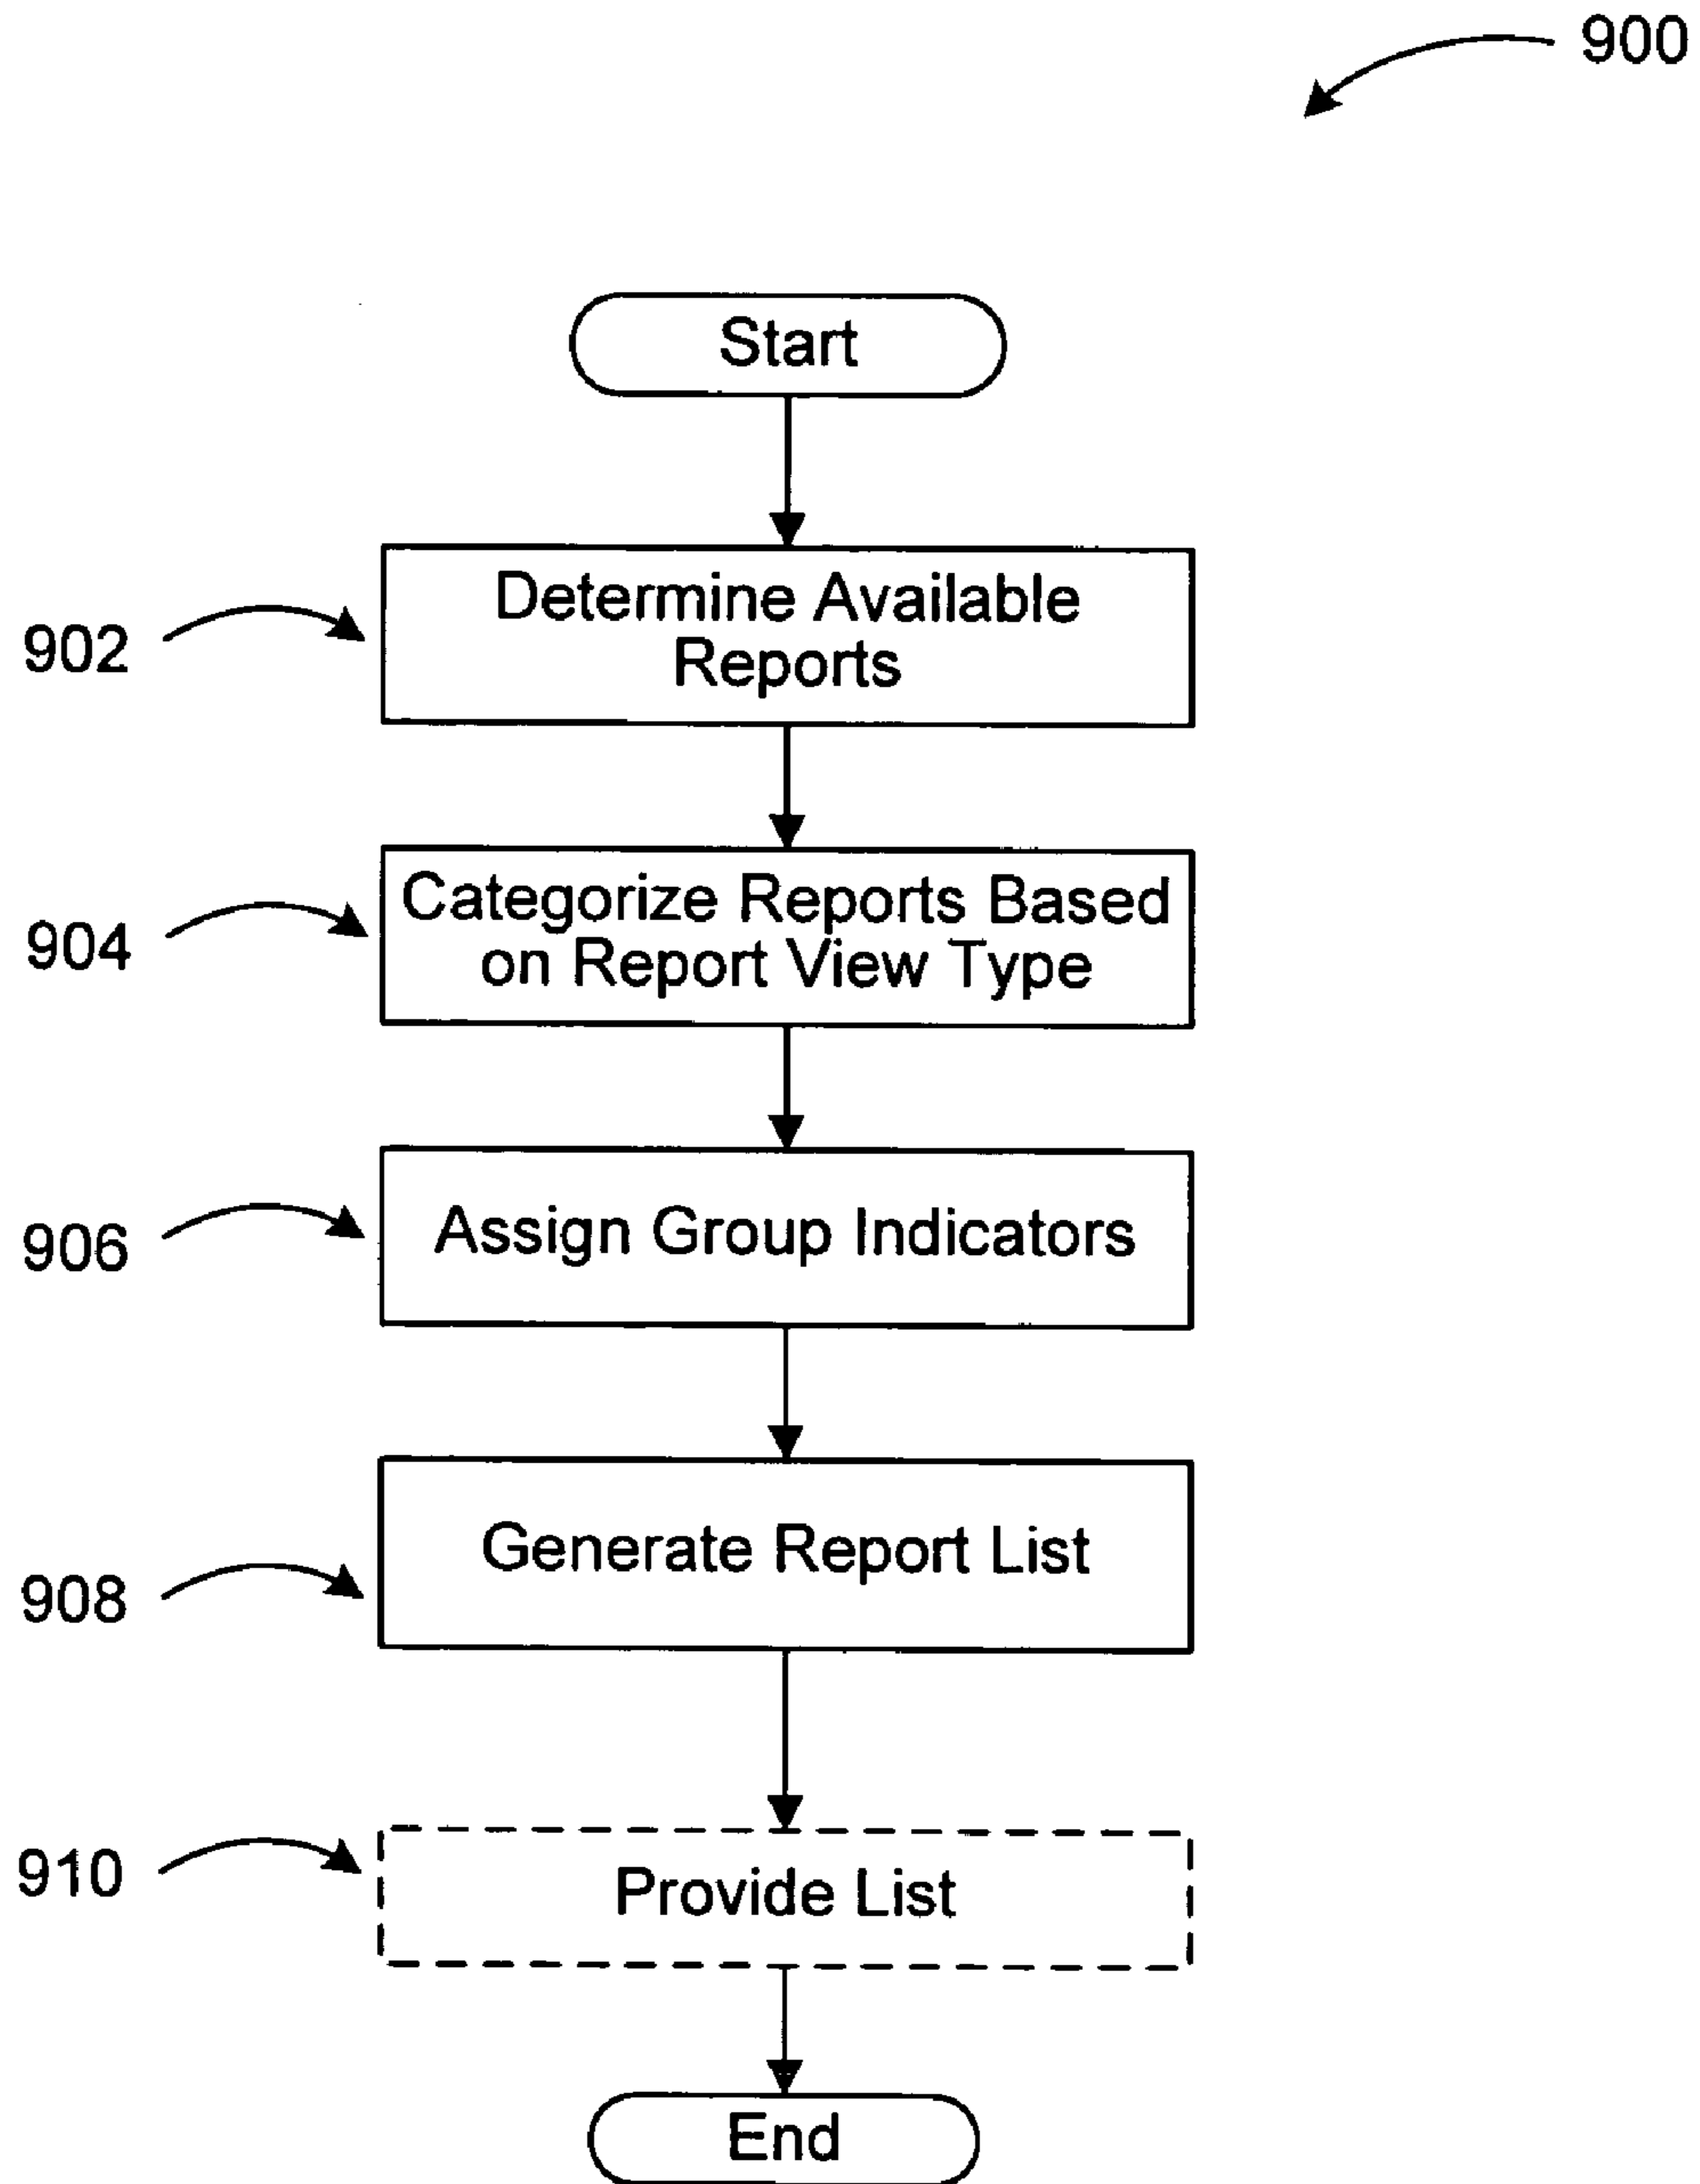 900
Start
902
Determine Available
Reports
904
Categorize Reports Based
on Report View Type
906
Assign Group Indicators
908
Generate Report List
910
Provide List
End